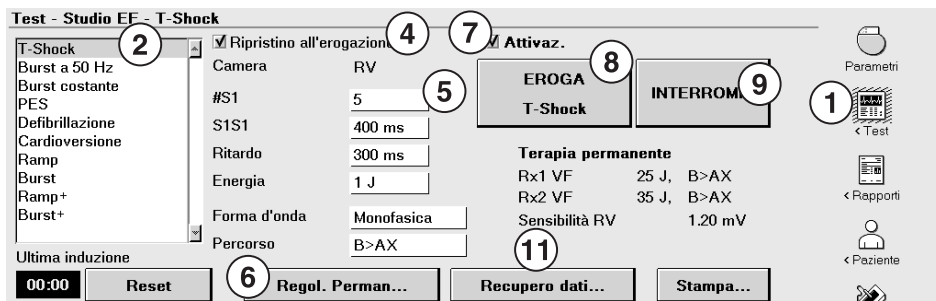 Test - Studio EF - T-Shock
T-Shock
Burst a 50 Hz
Burst costante
PES
Defibrillazione
Cardioversione
Ramp
Burst
Ramp+
Burst+
2
Ultima induzione
00:00 Reset
Ripristino all'erogazione 4
Camera RV
#S1 5 5
S1S1 400 ms
Ritardo 300 ms
Energia 1 J
Forma d'onda Monofasica
Percorso B>AX
7 Attivaz.
EROGA
T-Shock
8
INTERROMPI 9
Terapia permanente
Rx1 VF 25 J, B>AX
Rx2 VF 35 J, B>AX
Sensibilità RV 1.20 mV
11
6 Regol. Perman... Recupero dati... Stampa...
Parametri
1
< Test
< Rapporti
< Paziente